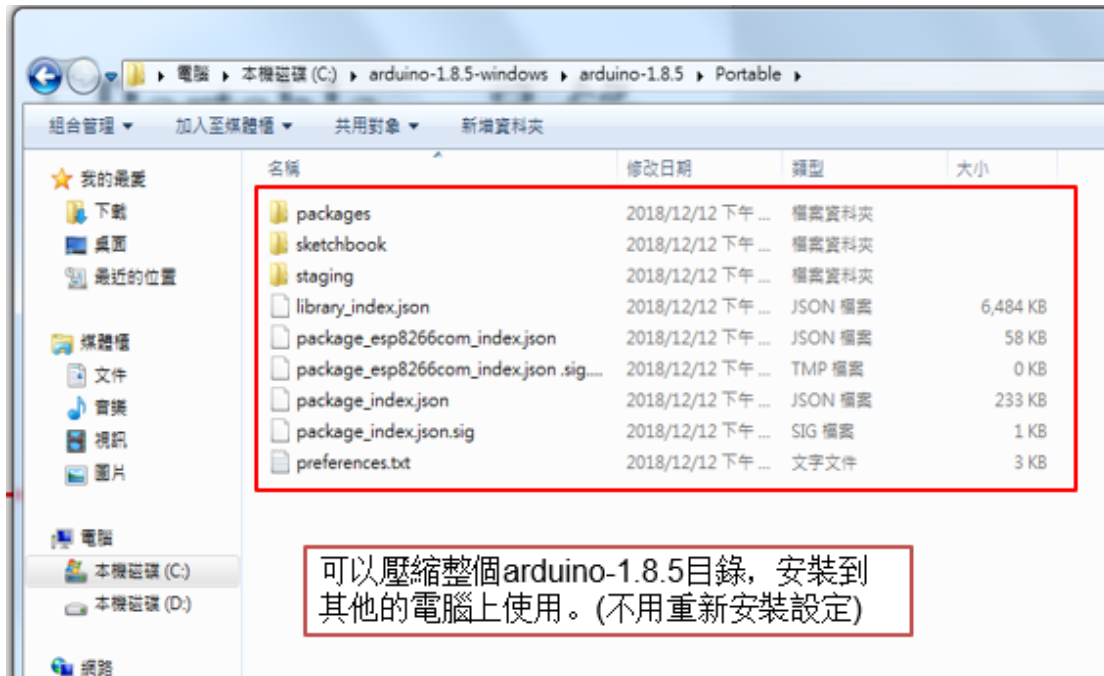 電腦 ▸ 本機磁碟 (C:) ▸ arduino-1.8.5-windows ▸ arduino-1.8.5 ▸ Portable ▸
組合管理 ▼ 加入至媒體櫃 ▼ 共用對象 ▼ 新增資料夾
名稱 修改日期 類型 大小
我的最愛
下載
桌面
最近的位置
媒體櫃
文件
音樂
視訊
圖片
電腦
本機磁碟 (C:)
本機磁碟 (D:)
網路
packages 2018/12/12 下午 ... 檔案資料夾
sketchbook 2018/12/12 下午 ... 檔案資料夾
staging 2018/12/12 下午 ... 檔案資料夾
library_index.json 2018/12/12 下午 ... JSON 檔案 6,484 KB
package_esp8266com_index.json 2018/12/12 下午 ... JSON 檔案 58 KB
package_esp8266com_index.json .sig.... 2018/12/12 下午 ... TMP 檔案 0 KB
package_index.json 2018/12/12 下午 ... JSON 檔案 233 KB
package_index.json.sig 2018/12/12 下午 ... SIG 檔案 1 KB
preferences.txt 2018/12/12 下午 ... 文字文件 3 KB
可以壓縮整個arduino-1.8.5目錄，安裝到
其他的電腦上使用。(不用重新安裝設定)